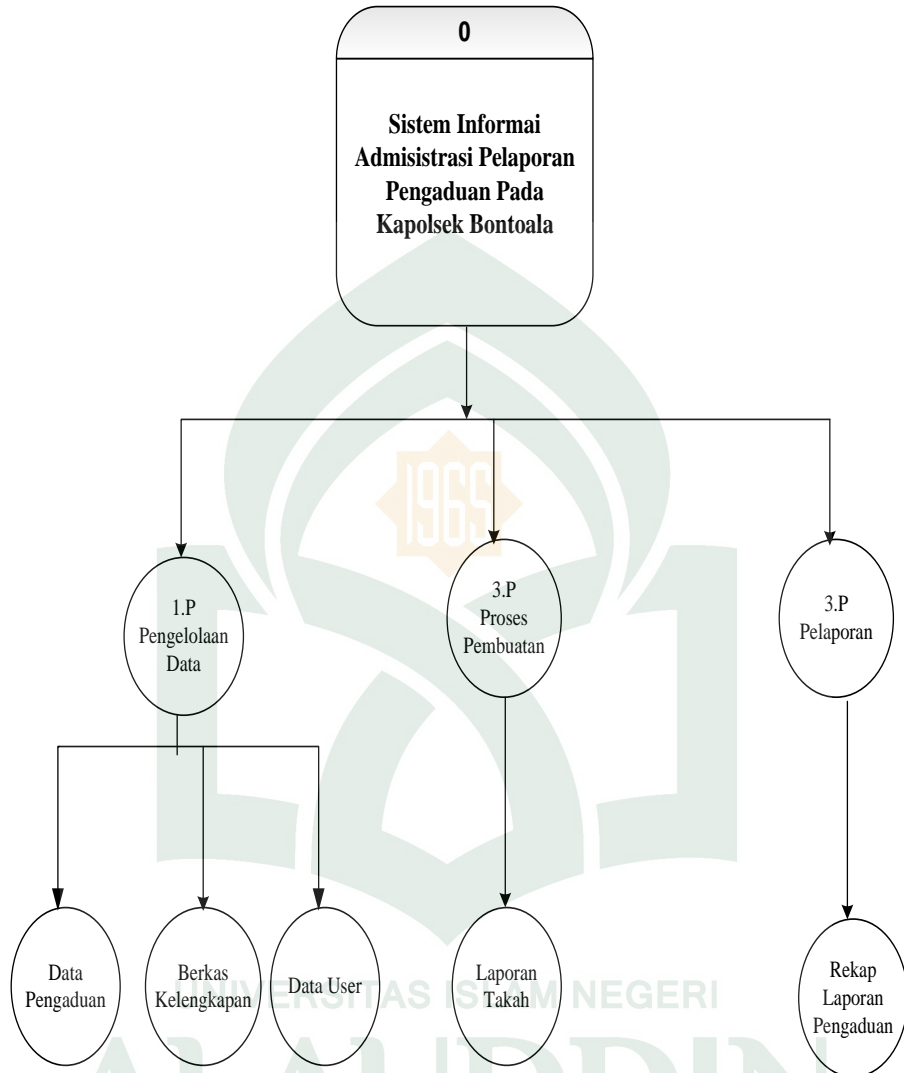 0
Sistem Informai
Admisistrasi Pelaporan
Pengaduan Pada
Kapolsek Bontoala
1965
1.P
Pengelolaan
Data
3.P
Proses
Pembuatan
3.P
Pelaporan
Data
Pengaduan
Berkas
Kelengkapan
Data User
Laporan
Takah
Rekap
Laporan
Pengaduan
UNIVERSITAS ISLAM NEGERI
ALAUDDIN